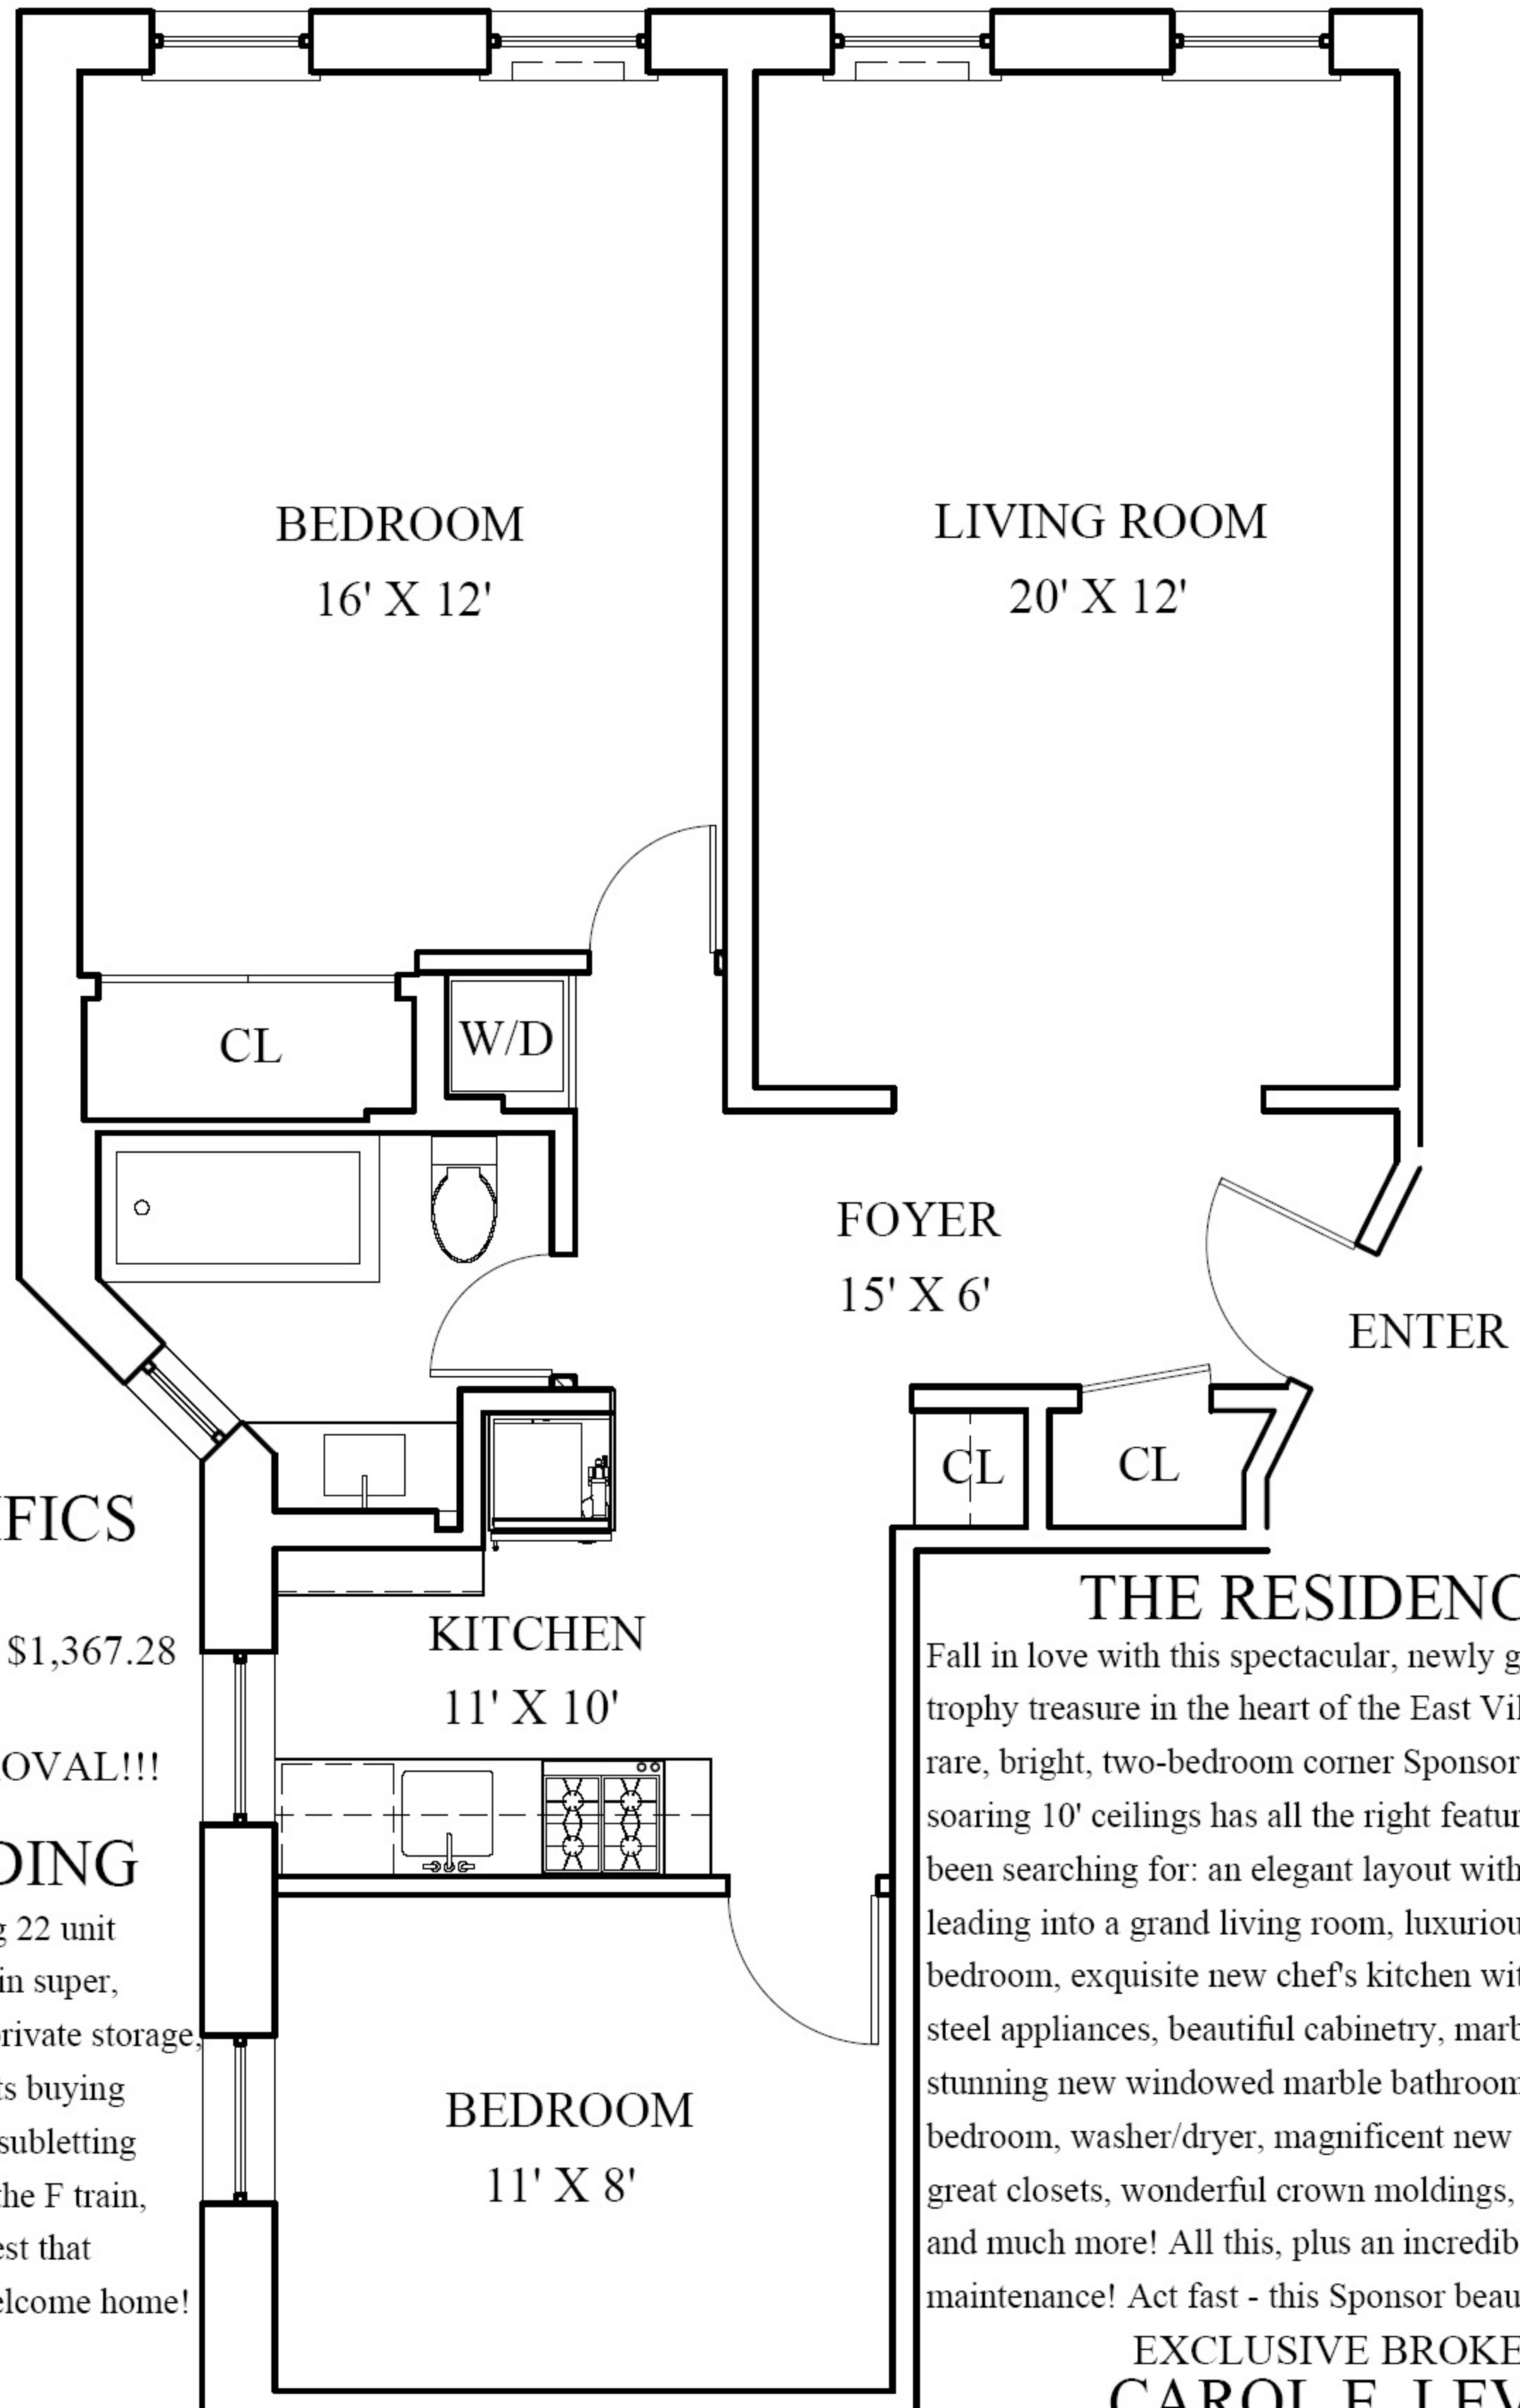 BEDROOM
16' X 12'
LIVING ROOM
20' X 12'
CL
W/D
FOYER
15' X 6'
ENTER
CL
CL
KITCHEN
11' X 10'
BEDROOM
11' X 8'
FICS
$1,367.28
OVAL!!!
DING
g 22 unit
in super,
private storage,
ts buying
subletting
the F train,
est that
elcome home!
THE RESIDENC
Fall in love with this spectacular, newly g
trophy treasure in the heart of the East Vil
rare, bright, two-bedroom corner Sponsor
soaring 10' ceilings has all the right featur
been searching for: an elegant layout with
leading into a grand living room, luxuriou
bedroom, exquisite new chef's kitchen wit
steel appliances, beautiful cabinetry, marb
stunning new windowed marble bathroom
bedroom, washer/dryer, magnificent new
great closets, wonderful crown moldings,
and much more! All this, plus an incredib
maintenance! Act fast - this Sponsor beau
EXCLUSIVE BROKE
CAROL E. LEV